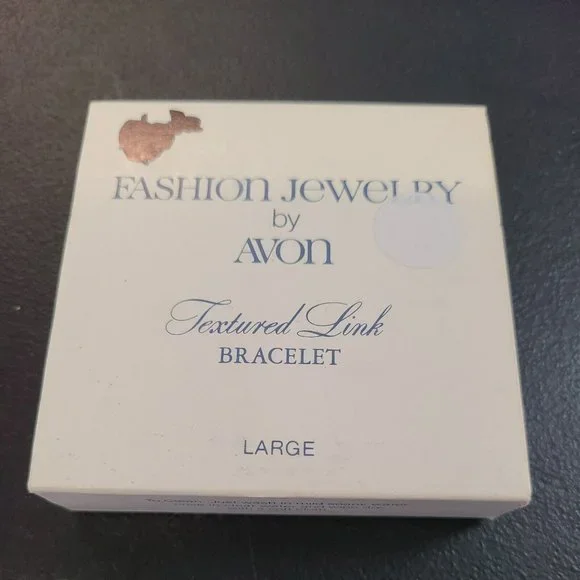 FASHION JEWELRY
by
AVON
Textured Link
BRACELET
LARGE